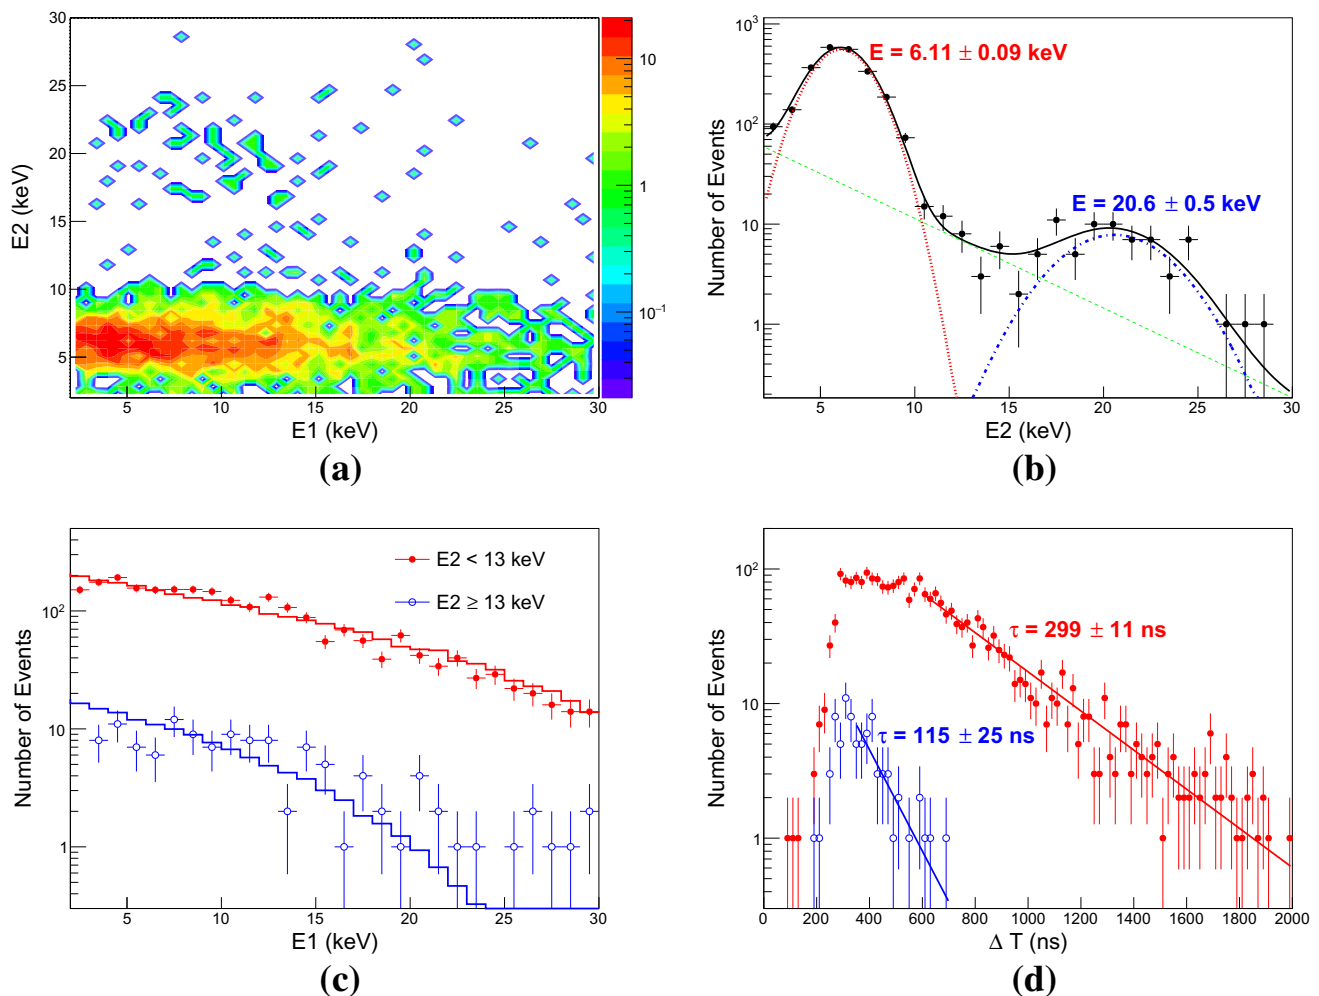 30
25
20
15
10
5
E2 (keV)
5 10 15 20 25 30
E1 (keV)
10
1
10⁻¹
(a)
10³
10²
10
1
Number of Events
E = 6.11 ± 0.09 keV
E = 20.6 ± 0.5 keV
5 10 15 20 25 30
E2 (keV)
(b)
10²
10
1
Number of Events
E2 < 13 keV
E2 ≥ 13 keV
5 10 15 20 25 30
E1 (keV)
(c)
10²
10
1
Number of Events
τ = 299 ± 11 ns
τ = 115 ± 25 ns
0 200 400 600 800 1000 1200 1400 1600 1800 2000
Δ T (ns)
(d)